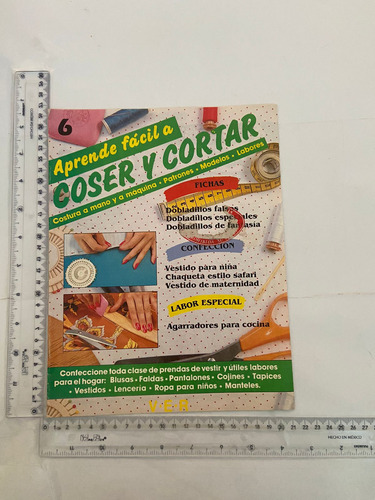 6
Aprende fácil a
COSER Y CORTAR
Costura a mano y a máquina • Patrones • Modelos • Labores
FICHAS
Dobladillos falsos
Dobladillos especiales
Dobladillos de fantasía
CONFECCIÓN
Vestido para niña
Chaqueta estilo safari
Vestido de maternidad
LABOR ESPECIAL
Agarradores para cocina
Confeccione toda clase de prendas de vestir y útiles labores
para el hogar: Blusas • Faldas • Pantalones • Cojines • Tapices
• Vestidos • Lencería • Ropa para niños • Manteles.
HECHO EN MÉXICO